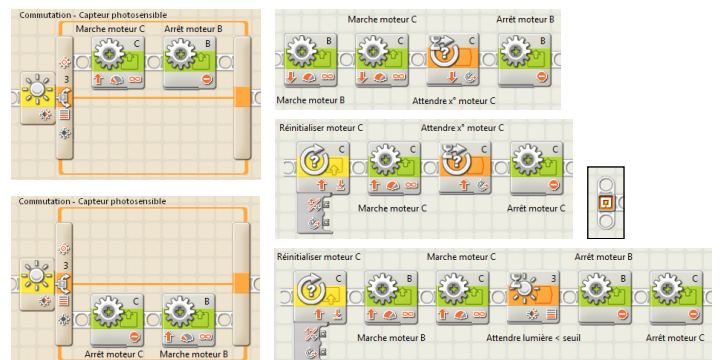 Commutation - Capteur photosensible
Marche moteur C Arrêt moteur B
C B
3
Commutation - Capteur photosensible
3
C B
Arrêt moteur C Marche moteur B
Marche moteur C Arrêt moteur B
B C C B
Marche moteur B Attendre x° moteur C
Réinitialiser moteur C Attendre x° moteur C
C C C C
Marche moteur C Arrêt moteur C
Réinitialiser moteur C Marche moteur C Arrêt moteur B
C B C 3 B C
Marche moteur B Attendre lumière < seuil Arrêt moteur C